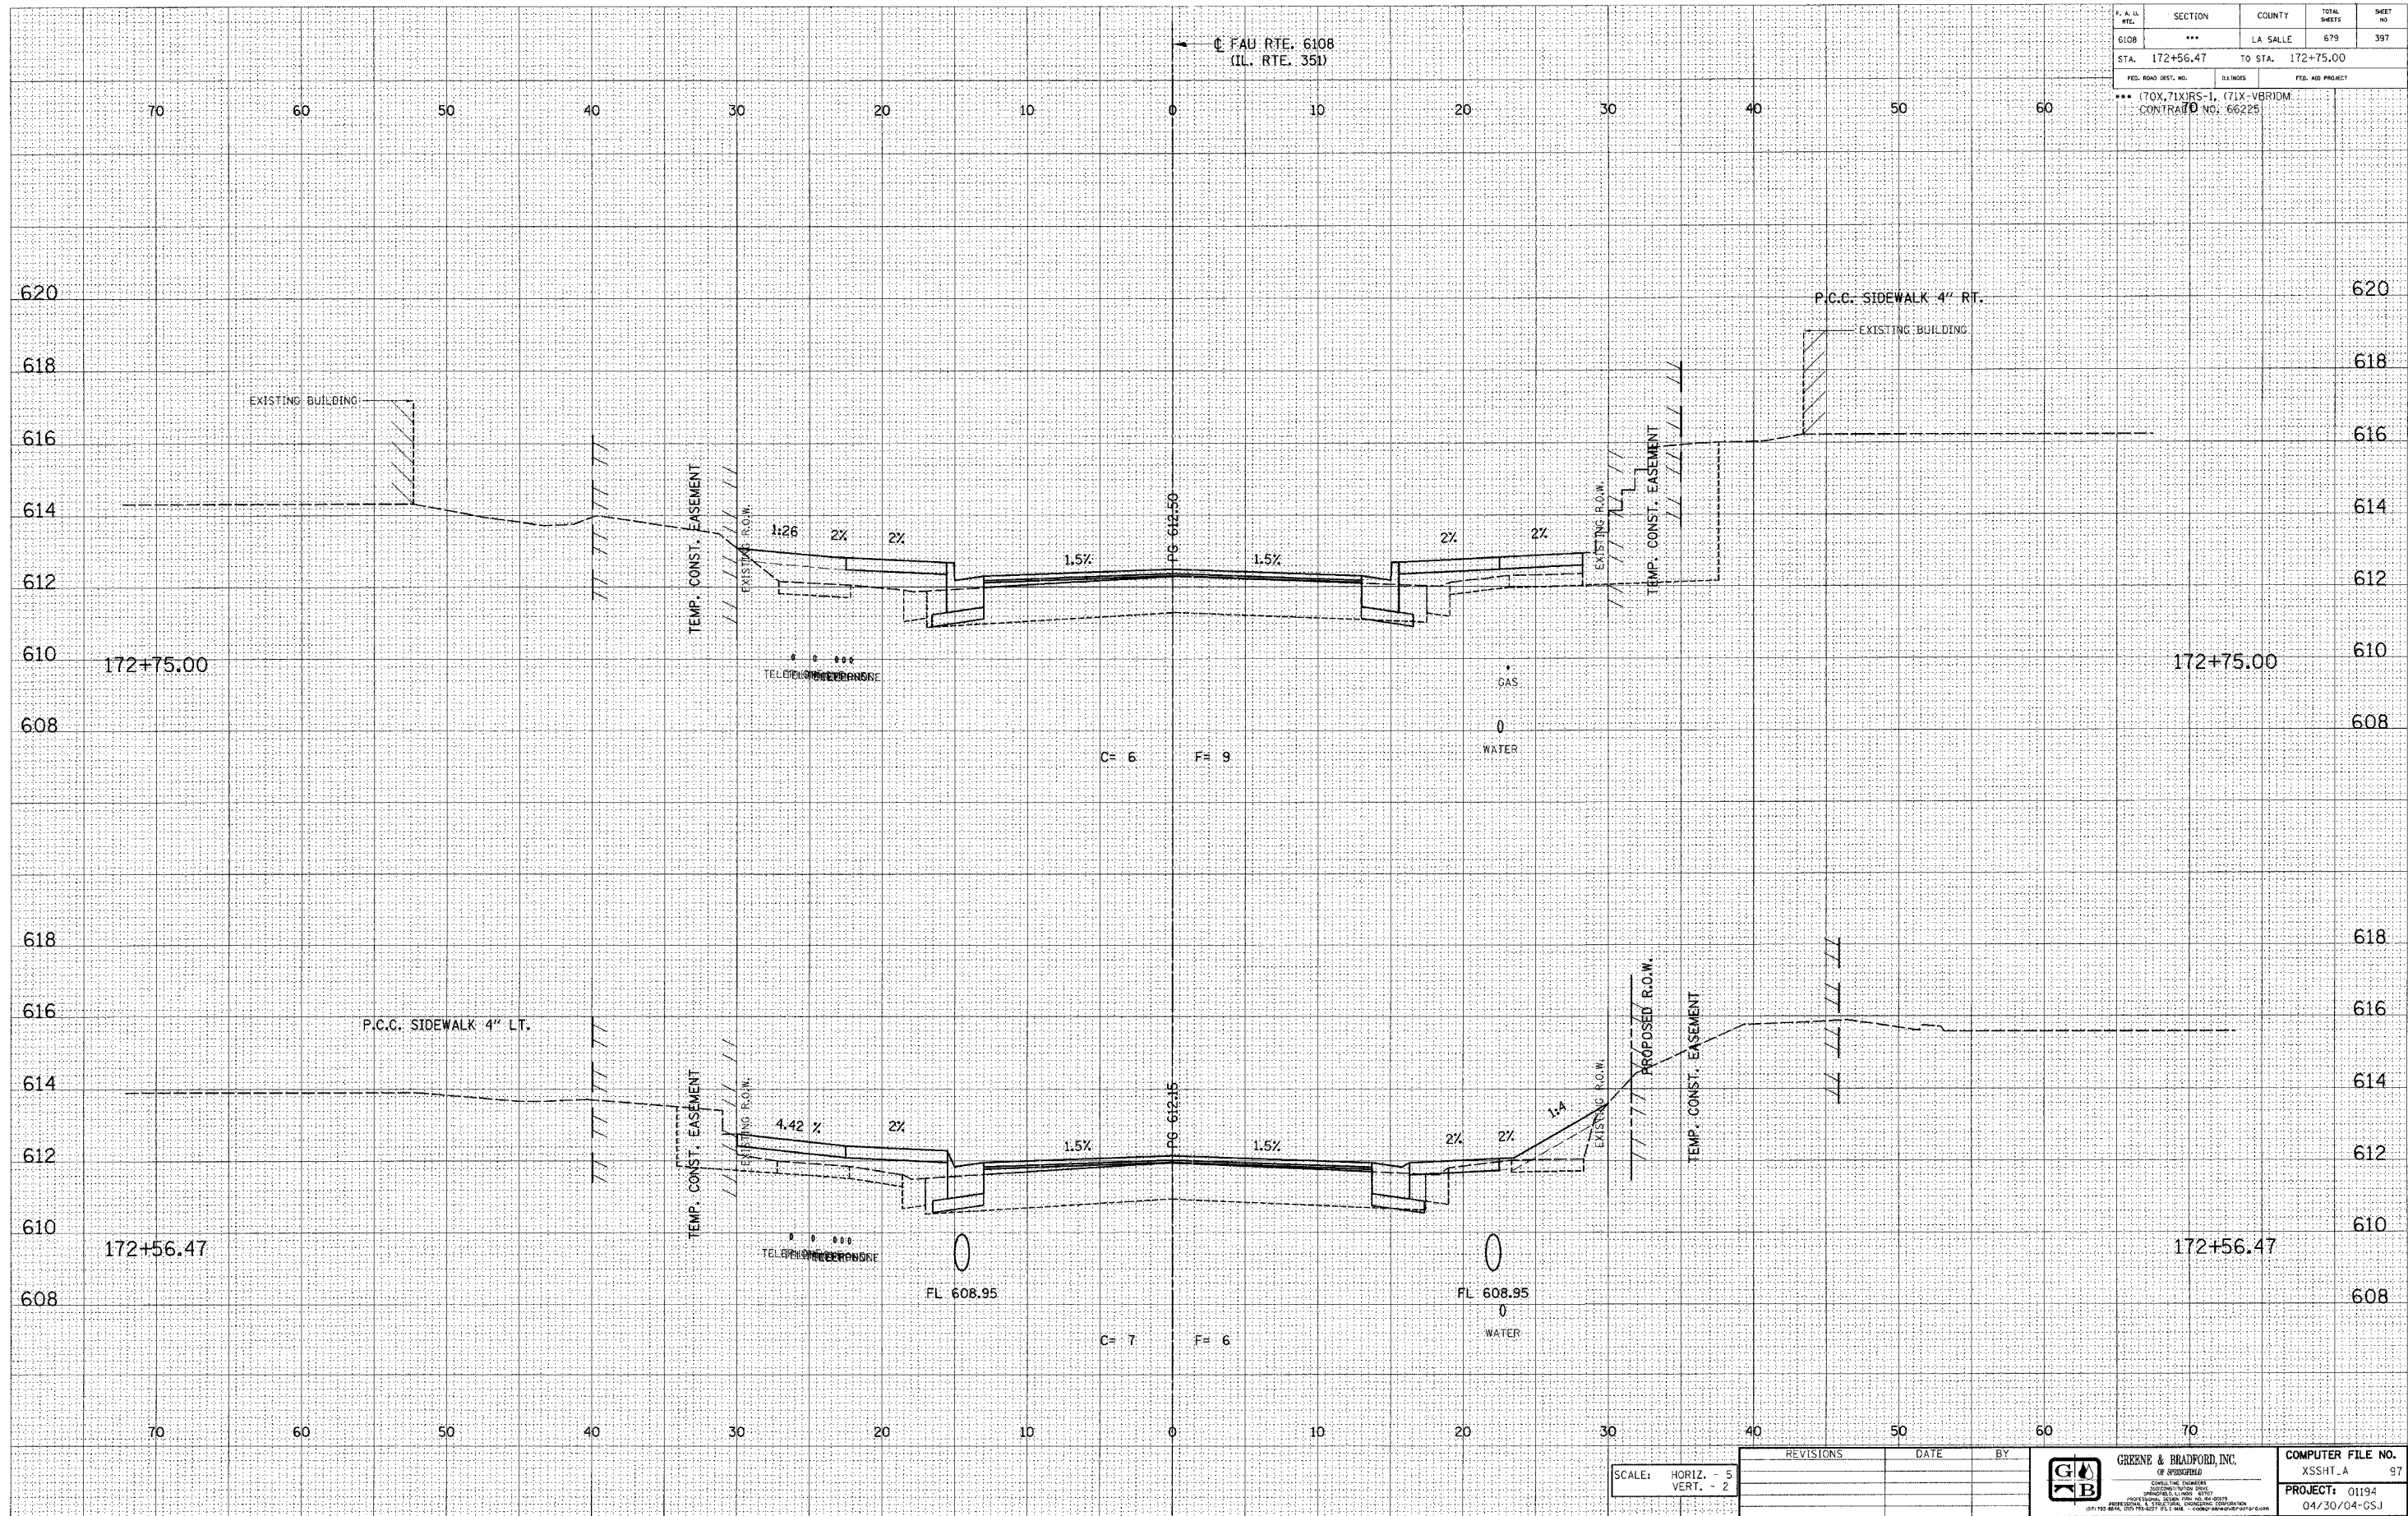 F. A. U. RTE. SECTION COUNTY TOTAL SHEETS SHEET NO
6108 *** LA SALLE 679 397
STA. 172+56.47 TO STA. 172+75.00
FED. ROAD DIST. NO. ILLINOIS FED. AID PROJECT
*** (70X,71X)RS-1, (71X-VBR)DM
CONTRACT NO. 66225
℄ FAU RTE. 6108
(IL. RTE. 351)
70 60 50 40 30 20 10 0 10 20 30 40 50 60 70
620 620
P.C.C. SIDEWALK 4" RT.
EXISTING BUILDING
618 618
EXISTING BUILDING
616 616
TEMP. CONST. EASEMENT
EXISTING R.O.W.
PG 612.50
EXISTING R.O.W.
TEMP. CONST. EASEMENT
614 614
1:26 2% 2% 1.5% 1.5% 2% 2%
612 612
610 610
172+75.00 172+75.00
TELEPHONE
GAS
608 608
WATER
C= 6 F= 9
618 618
616 616
P.C.C. SIDEWALK 4" LT.
TEMP. CONST. EASEMENT
EXISTING R.O.W.
PG 612.15
EXISTING R.O.W.
PROPOSED R.O.W.
TEMP. CONST. EASEMENT
614 614
4.42 % 2% 1.5% 1.5% 2% 2% 1:4
612 612
610 610
172+56.47 172+56.47
TELEPHONE
FL 608.95 FL 608.95
608 608
WATER
C= 7 F= 6
70 60 50 40 30 20 10 0 10 20 30 40 50 60 70
SCALE: HORIZ. - 5
VERT. - 2
REVISIONS DATE BY
G B
GREENE & BRADFORD, INC.
OF SPRINGFIELD
CONSULTING ENGINEERS
3501 CONSTITUTION DRIVE
SPRINGFIELD, ILLINOIS 62707
COMPUTER FILE NO.
XSSHT_A 97
PROJECT: 01194
04/30/04-GSJ